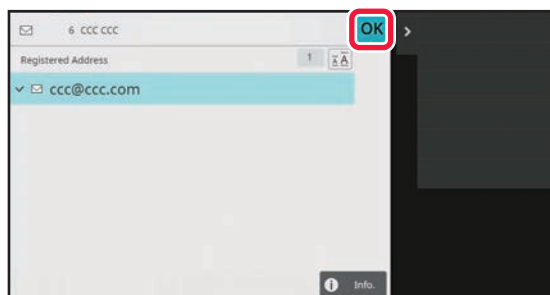 6 ccc ccc
OK
Registered Address
1
A A
ccc@ccc.com
Info.